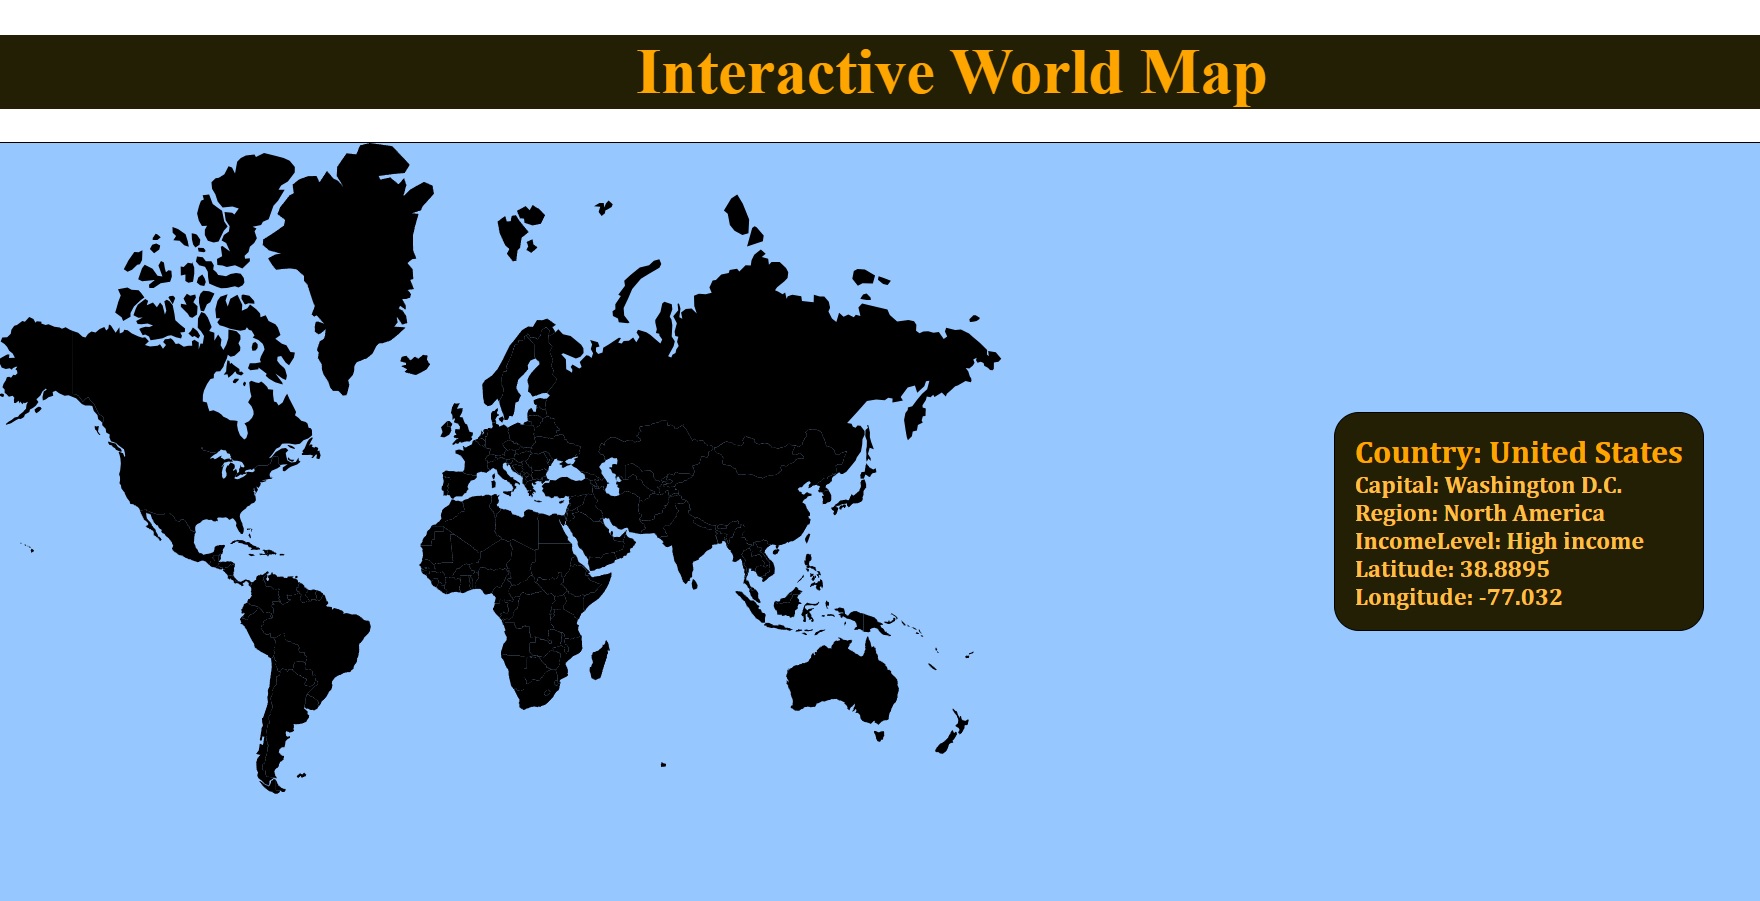 Interactive World Map
Country: United States
Capital: Washington D.C.
Region: North America
IncomeLevel: High income
Latitude: 38.8895
Longitude: -77.032